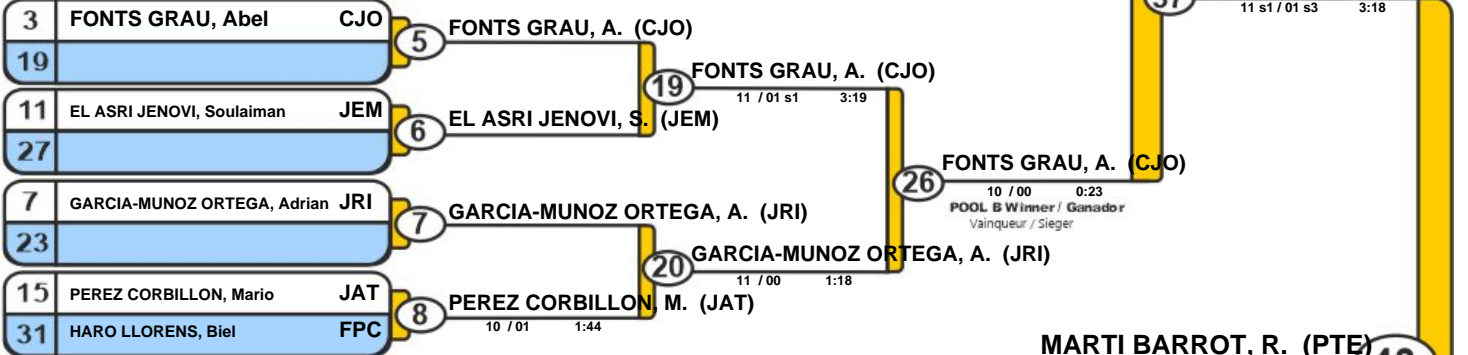 3 FONTS GRAU, Abel CJO
19
5 FONTS GRAU, A. (CJO)
11 EL ASRI JENOVI, Soulaiman JEM
27
6 EL ASRI JENOVI, S. (JEM)
19 FONTS GRAU, A. (CJO)
11 / 01 s1 3:19
7 GARCIA-MUNOZ ORTEGA, Adrian JRI
23
7 GARCIA-MUNOZ ORTEGA, A. (JRI)
15 PEREZ CORBILLON, Mario JAT
31 HARO LLORENS, Biel FPC
8 PEREZ CORBILLON, M. (JAT)
10 / 01 1:44
20 GARCIA-MUNOZ ORTEGA, A. (JRI)
11 / 00 1:18
26 FONTS GRAU, A. (CJO)
10 / 00 0:23
POOL B Winner / Ganador
Vainqueur / Sieger
11 s1 / 01 s3 3:18
MARTI BARROT, R. (PTE)